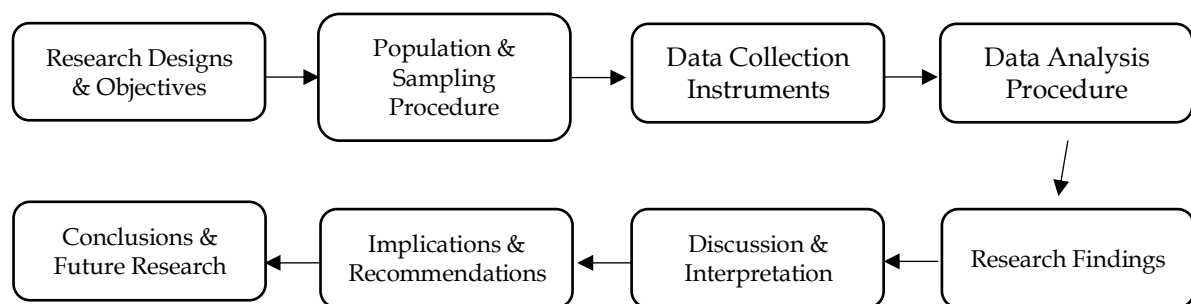 Research Designs
& Objectives
Population &
Sampling
Procedure
Data Collection
Instruments
Data Analysis
Procedure
Research Findings
Discussion &
Interpretation
Implications &
Recommendations
Conclusions &
Future Research